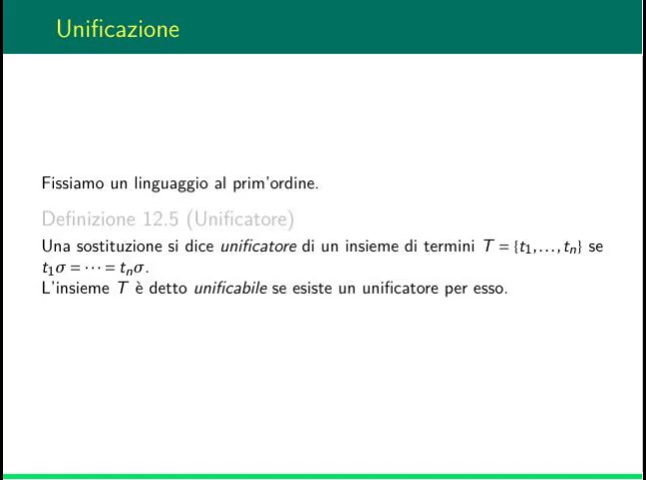 Unificazione
Fissiamo un linguaggio al prim'ordine.
Definizione 12.5 (Unificatore)
Una sostituzione si dice unificatore di un insieme di termini T = {t₁,...,tₙ} se
t₁σ = ··· = tₙσ.
L'insieme T è detto unificabile se esiste un unificatore per esso.